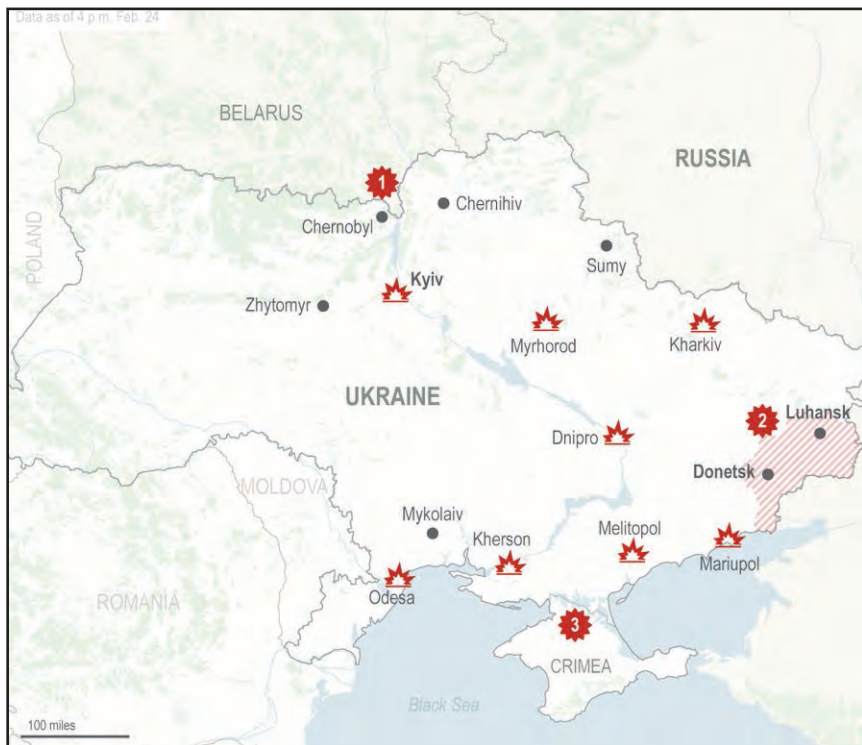 Data as of 4 p.m. Feb. 24
BELARUS
RUSSIA
1
Chernihiv
Chernobyl
POLAND
Sumy
Kyiv
Zhytomyr
Myrhorod
Kharkiv
UKRAINE
2
Luhansk
Dnipro
Donetsk
MOLDOVA
Mykolaiv
Kherson
Melitopol
Mariupol
Odesa
ROMANIA
3
CRIMEA
Black Sea
100 miles